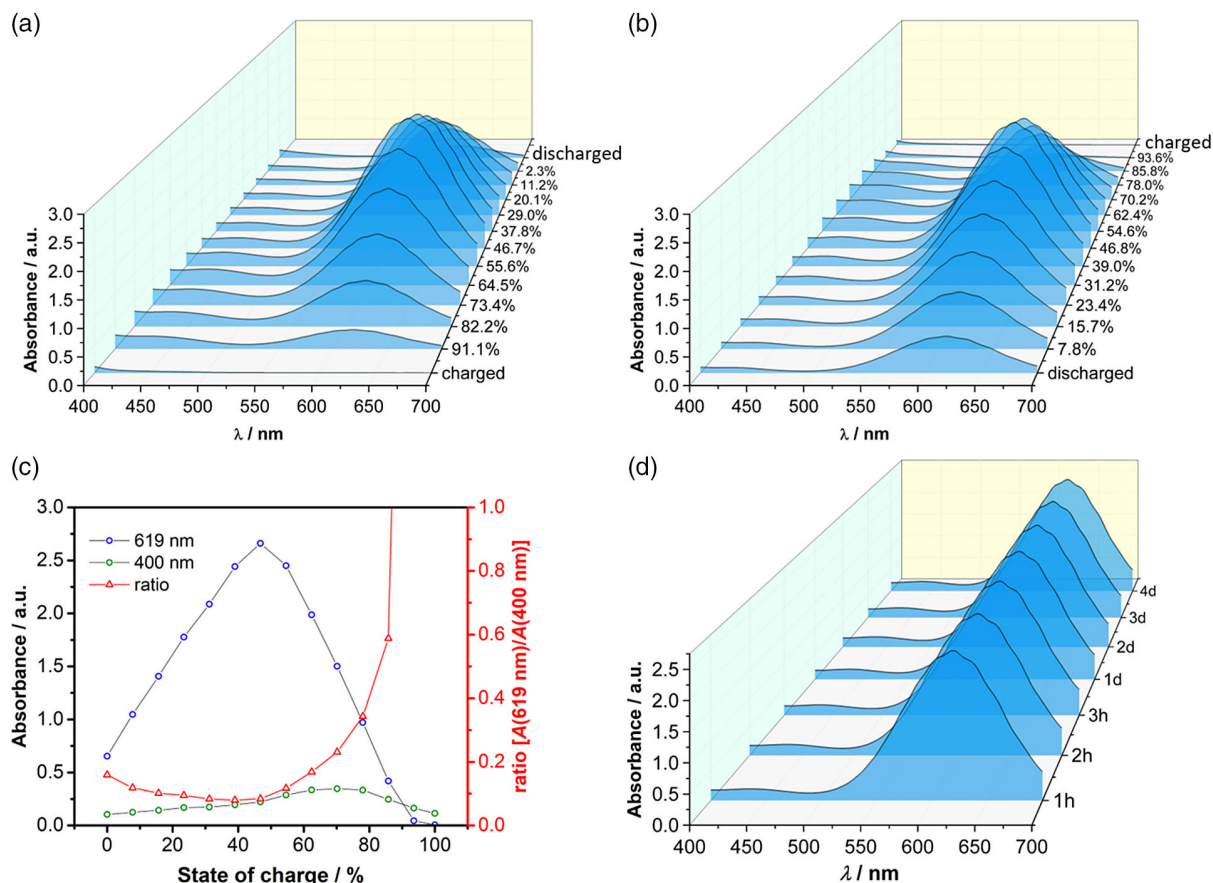 (a)
discharged
2.3%
11.2%
20.1%
29.0%
37.8%
46.7%
55.6%
64.5%
73.4%
82.2%
91.1%
charged
3.0
2.5
2.0
1.5
1.0
0.5
0.0
Absorbance / a.u.
400 450 500 550 600 650 700
λ / nm
(b)
charged
93.6%
85.8%
78.0%
70.2%
62.4%
54.6%
46.8%
39.0%
31.2%
23.4%
15.7%
7.8%
discharged
3.0
2.5
2.0
1.5
1.0
0.5
0.0
Absorbance / a.u.
400 450 500 550 600 650 700
λ / nm
(c)
619 nm
400 nm
ratio
3.0
2.5
2.0
1.5
1.0
0.5
0.0
Absorbance / a.u.
0 20 40 60 80 100
State of charge / %
1.0
0.8
0.6
0.4
0.2
0.0
ratio [A(619 nm)/A(400 nm)]
(d)
4d
3d
2d
1d
3h
2h
1h
2.5
2.0
1.5
1.0
0.5
0.0
Absorbance / a.u.
400 450 500 550 600 650 700
λ / nm